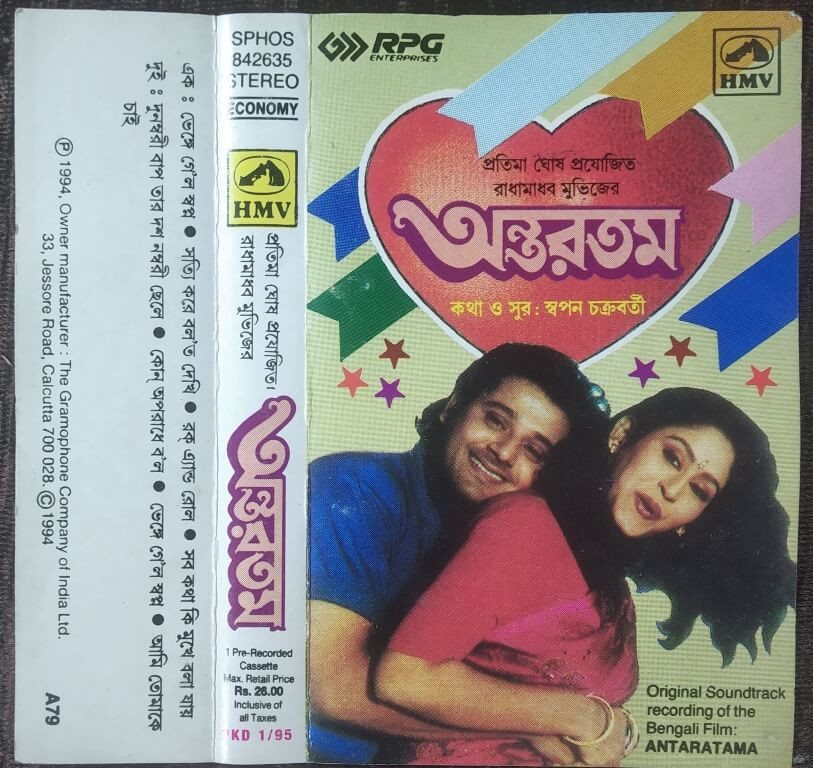 এক : ভেঙ্গে গে'ল স্বপ্ন ● সত্যি করে বল'ত দেখি ● রক্ এ্যান্ড রোল ● সব কথা কি মুখে বলা যায়
দুই : দুনম্বরী বাপ তার দশ নম্বরী ছেলে ● কোন্ অপরাধে ব'ল ● ভেঙ্গে গে'ল স্বপ্ন ● আমি তোমাকে
চাই
Ⓟ 1994, Owner manufacturer : The Gramophone Company of India Ltd.
33, Jessore Road, Calcutta 700 028. © 1994
A79
SPHOS
842635
STEREO
ECONOMY
HMV
প্রতিমা ঘোষ প্রযোজিত
রাধামাধব মুভিজের
অন্তরতম
1 Pre-Recorded
Cassette
Max. Retail Price
Rs. 26.00
Inclusive of
all Taxes
PKD 1/95
RPG
ENTERPRISES
HMV
প্রতিমা ঘোষ প্রযোজিত
রাধামাধব মুভিজের
অন্তরতম
কথা ও সুর : স্বপন চক্রবর্তী
Original Soundtrack
recording of the
Bengali Film:
ANTARATAMA